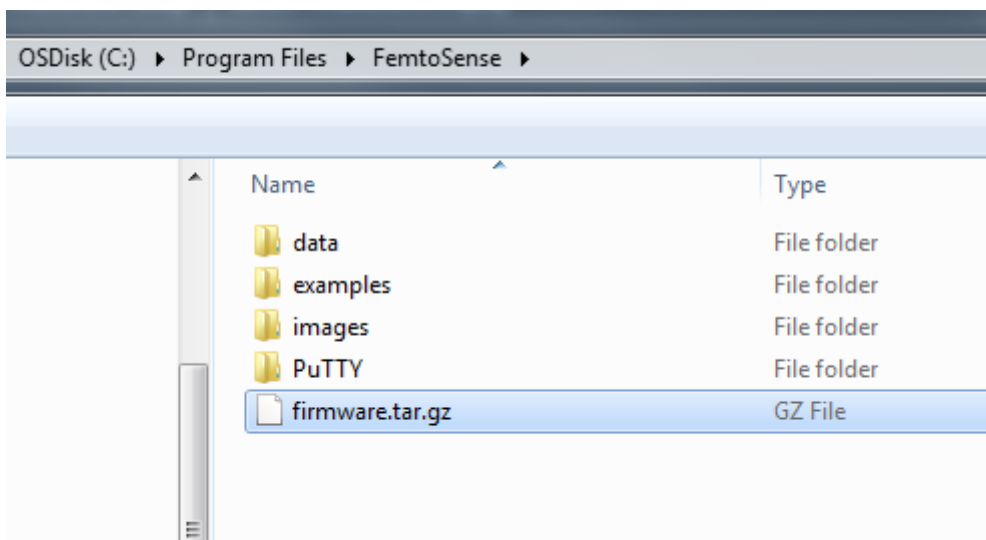 OSDisk (C:) ▸ Program Files ▸ FemtoSense ▸
Name Type
data File folder
examples File folder
images File folder
PuTTY File folder
firmware.tar.gz GZ File